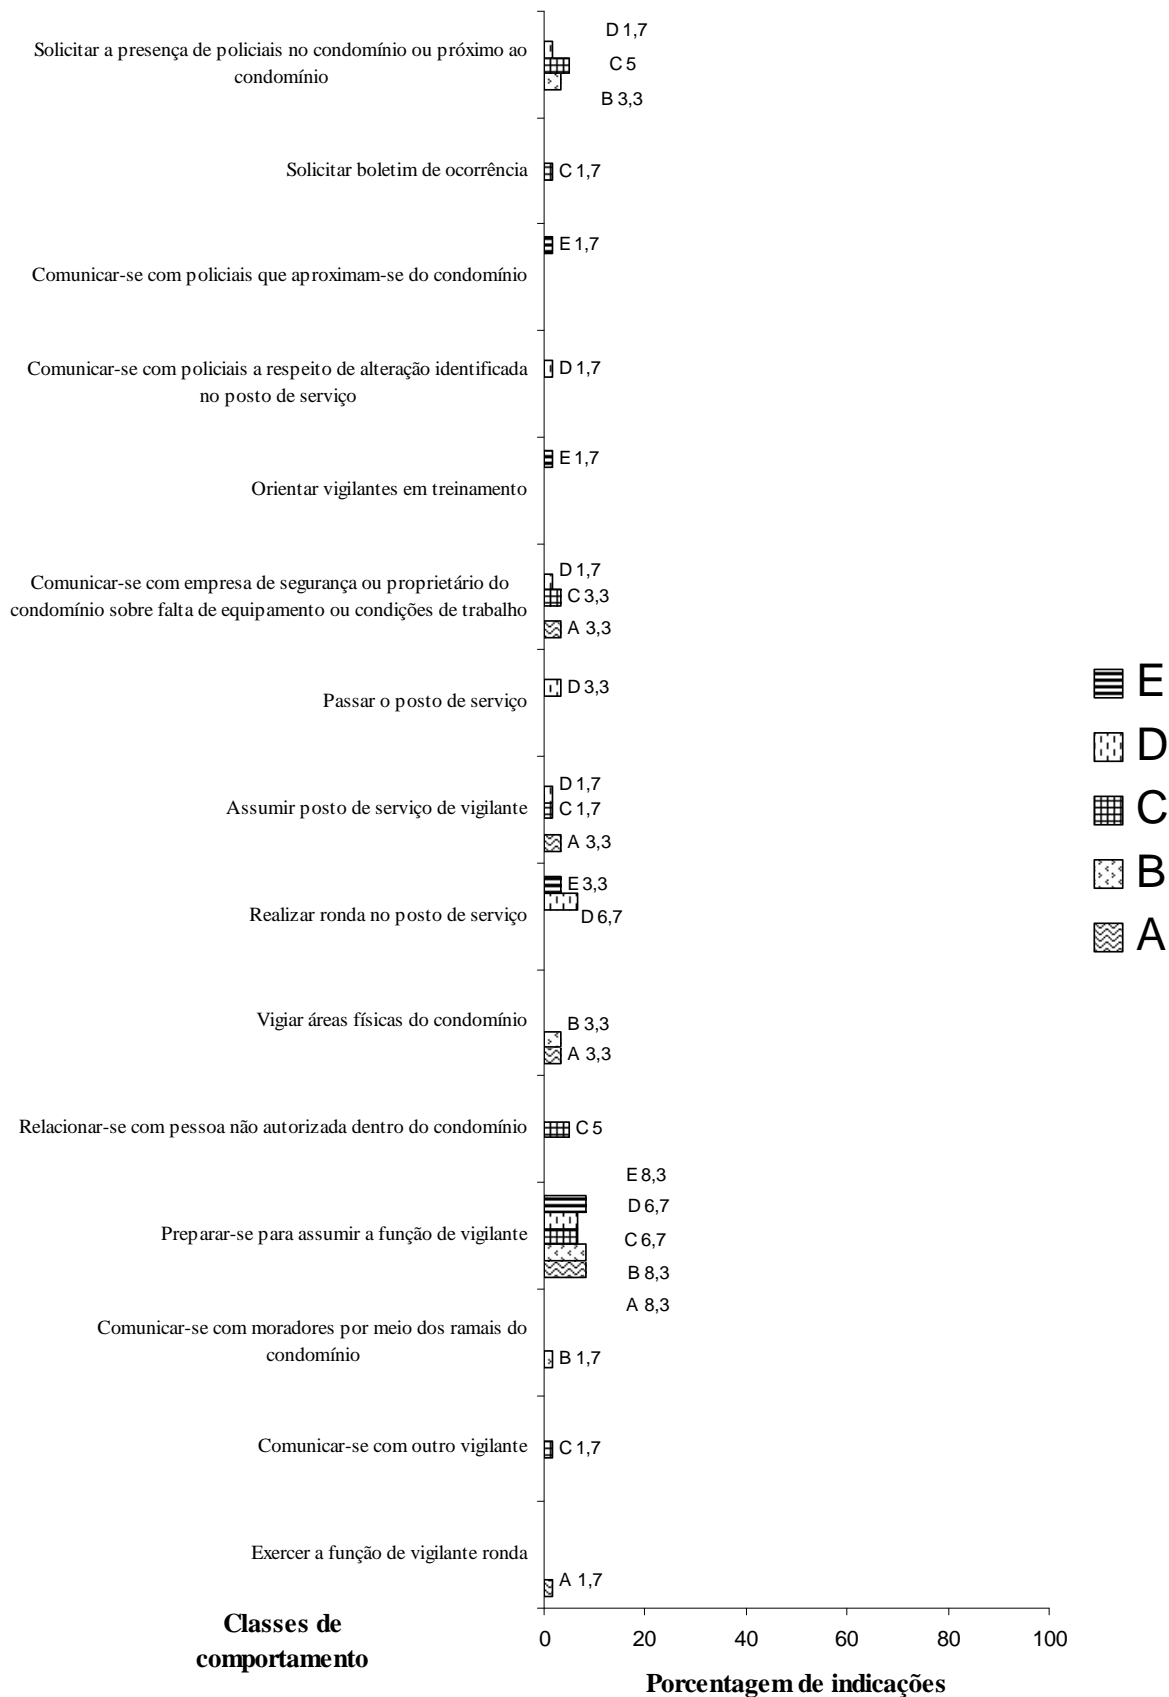 D 1,7
Solicitar a presença de policiais no condomínio ou próximo ao
condomínio
C 5
B 3,3
Solicitar boletim de ocorrência
C 1,7
E 1,7
Comunicar-se com policiais que aproximam-se do condomínio
Comunicar-se com policiais a respeito de alteração identificada
no posto de serviço
D 1,7
E 1,7
Orientar vigilantes em treinamento
D 1,7
Comunicar-se com empresa de segurança ou proprietário do
condomínio sobre falta de equipamento ou condições de trabalho
C 3,3
A 3,3
Passar o posto de serviço
D 3,3
D 1,7
Assumir posto de serviço de vigilante
C 1,7
A 3,3
E 3,3
Realizar ronda no posto de serviço
D 6,7
Vigiar áreas físicas do condomínio
B 3,3
A 3,3
Relacionar-se com pessoa não autorizada dentro do condomínio
C 5
E 8,3
D 6,7
Preparar-se para assumir a função de vigilante
C 6,7
B 8,3
A 8,3
Comunicar-se com moradores por meio dos ramais do
condomínio
B 1,7
Comunicar-se com outro vigilante
C 1,7
Exercer a função de vigilante ronda
A 1,7
E
D
C
B
A
0 20 40 60 80 100
Classes de
comportamento
Porcentagem de indicações